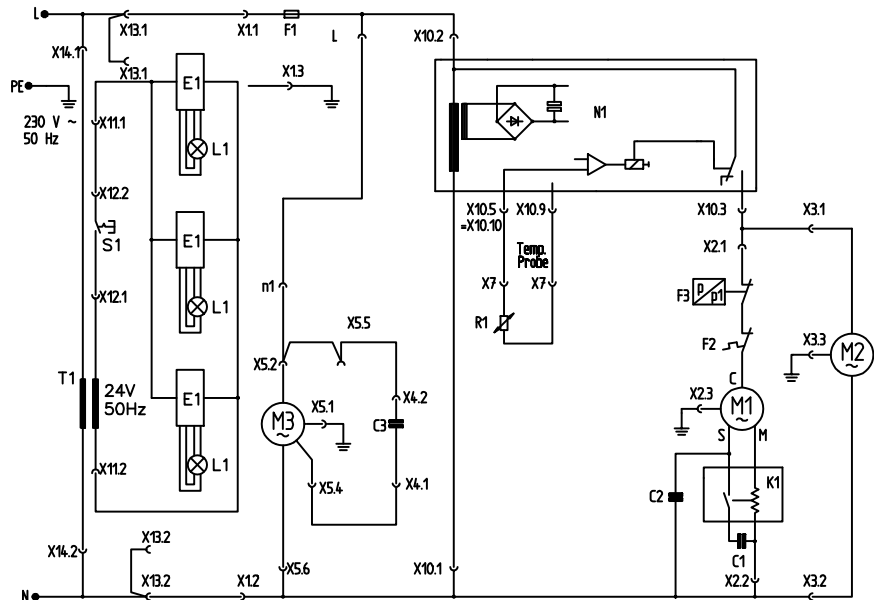 L
X13.1
X1.1
F1
L
X10.2
X14.1
X13.1
X1.3
PE
E1
230 V ~
50 Hz
X11.1
L1
N1
X12.2
S1
E1
L1
X12.1
X10.5
=X10.10
X10.9
X10.3
X3.1
X2.1
Temp.
Probe
n1
X7
X7
F3
P
P1
R1
F2
X3.3
M2
~
X5.5
X5.2
T1
24V
50Hz
E1
L1
X4.2
M3
~
X5.1
C3
C
X2.3
M1
~
S
M
X11.2
X5.4
X4.1
K1
C2
C1
X14.2
X13.2
X13.2
X1.2
X5.6
X10.1
X2.2
X3.2
N